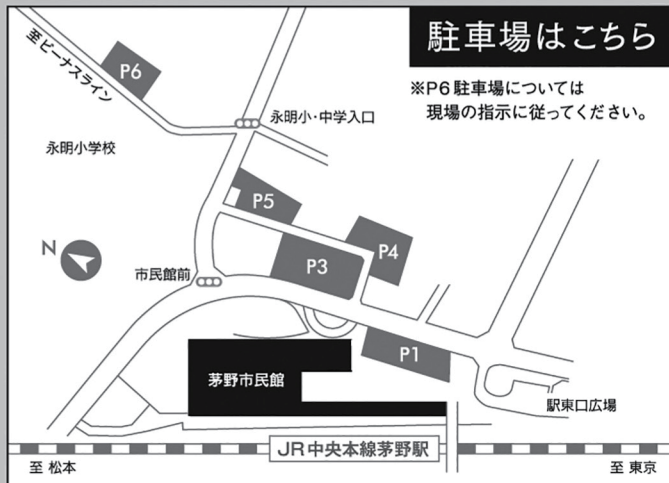 駐車場はこちら
※P6駐車場については
現場の指示に従ってください。
至ビーナスライン
P6
永明小・中学入口
永明小学校
P5
P4
P3
N
市民館前
P1
茅野市民館
駅東口広場
JR中央本線茅野駅
至 松本
至 東京